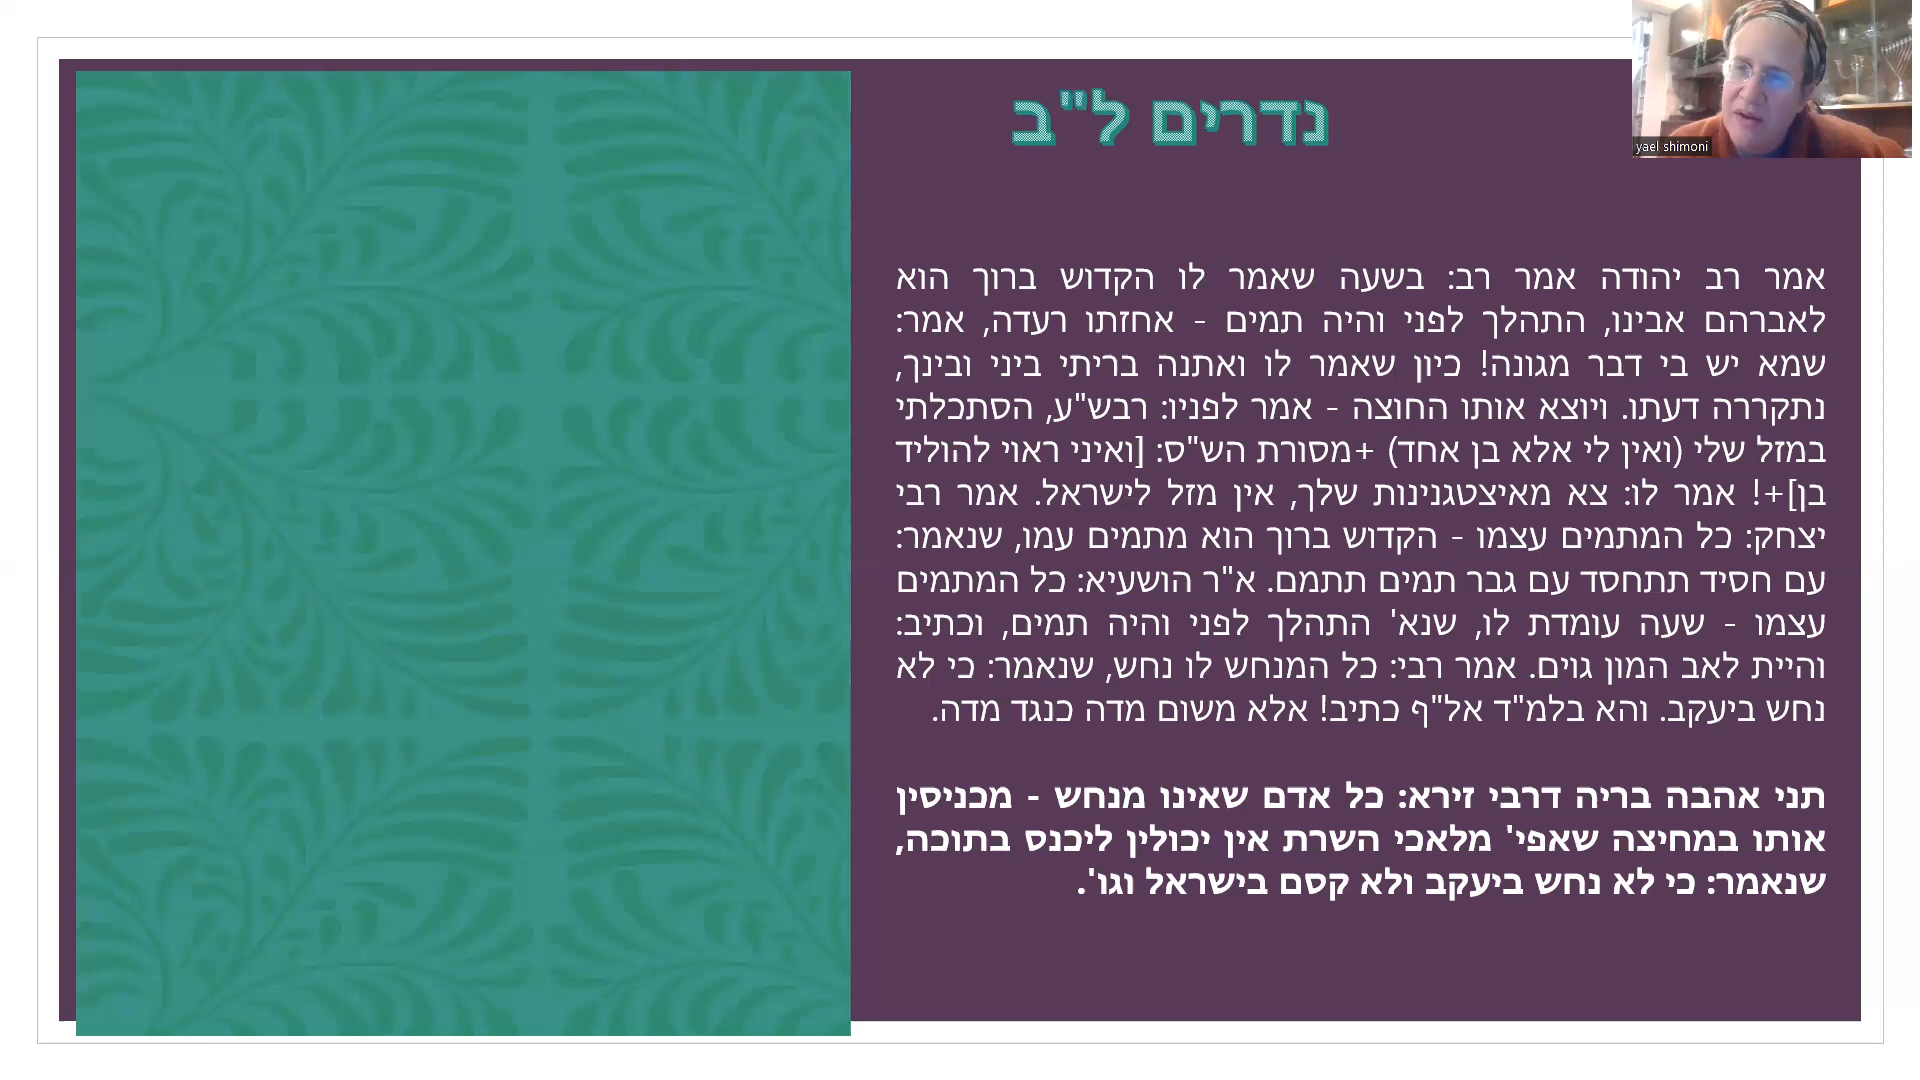 נדרים ל"ב
yael shimoni
אמר רב יהודה אמר רב: בשעה שאמר לו הקדוש ברוך הוא
לאברהם אבינו, התהלך לפני והיה תמים - אחזתו רעדה, אמר:
שמא יש בי דבר מגונה! כיון שאמר לו ואתנה בריתי ביני ובינך,
נתקררה דעתו. ויוצא אותו החוצה - אמר לפניו: רבש"ע, הסתכלתי
במזל שלי (ואין לי אלא בן אחד) +מסורת הש"ס: [ואיני ראוי להוליד
בן]+! אמר לו: צא מאיצטגנינות שלך, אין מזל לישראל. אמר רבי
יצחק: כל המתמים עצמו - הקדוש ברוך הוא מתמים עמו, שנאמר:
עם חסיד תתחסד עם גבר תמים תתמם. א"ר הושעיא: כל המתמים
עצמו - שעה עומדת לו, שנא' התהלך לפני והיה תמים, וכתיב:
והיית לאב המון גוים. אמר רבי: כל המנחש לו נחש, שנאמר: כי לא
נחש ביעקב. והא בלמ"ד אל"ף כתיב! אלא משום מדה כנגד מדה.
תני אהבה בריה דרבי זירא: כל אדם שאינו מנחש - מכניסין
אותו במחיצה שאפי' מלאכי השרת אין יכולין ליכנס בתוכה,
שנאמר: כי לא נחש ביעקב ולא קסם בישראל וגו'.